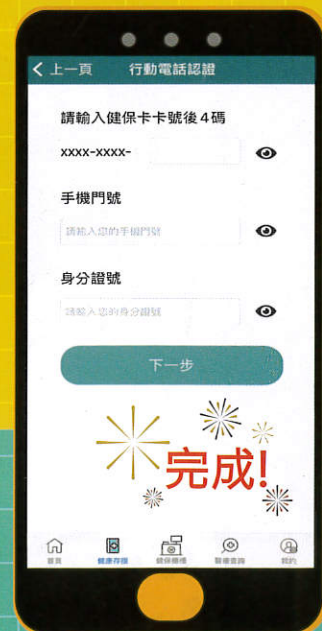 上一頁 行動電話認證
請輸入健保卡卡號後4碼
xxxx-xxxx-
手機門號
請輸入您的手機門號
身分證號
請輸入您的身分證號
下一步
完成!
首頁 健康存摺 健保櫃檯 醫療查詢 我的